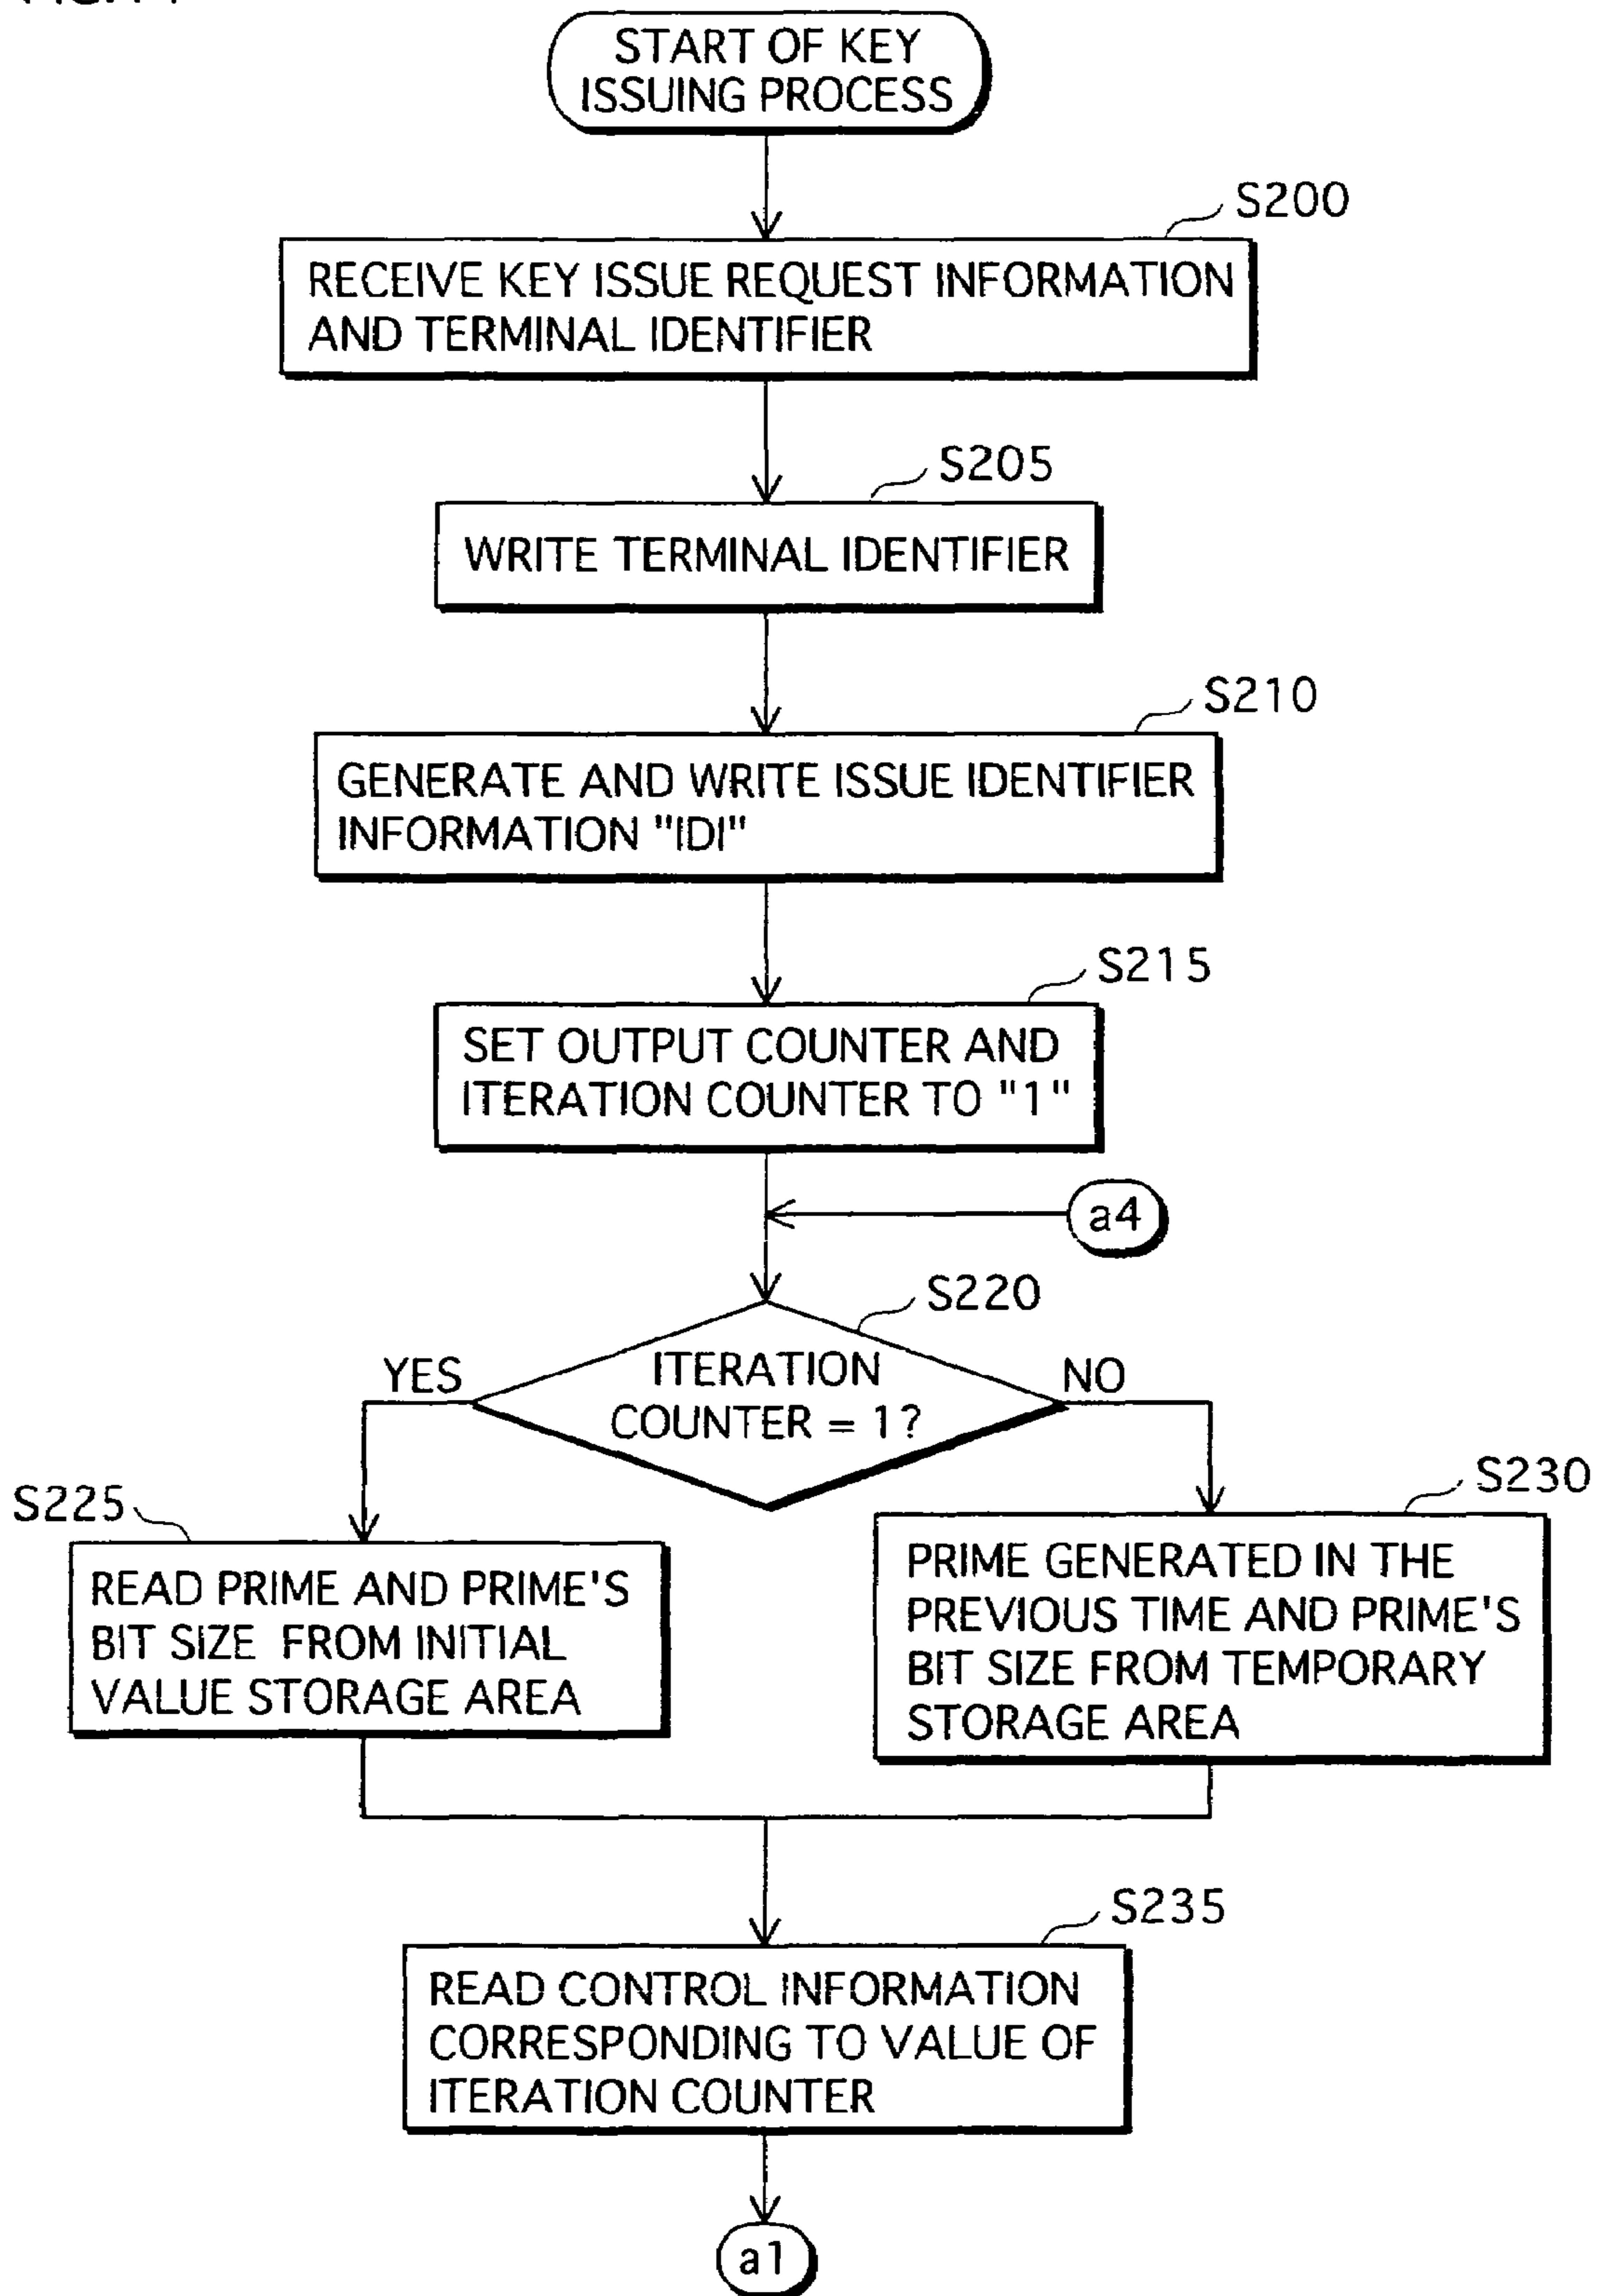 START OF KEY
ISSUING PROCESS
S200
RECEIVE KEY ISSUE REQUEST INFORMATION
AND TERMINAL IDENTIFIER
S205
WRITE TERMINAL IDENTIFIER
S210
GENERATE AND WRITE ISSUE IDENTIFIER
INFORMATION "IDI"
S215
SET OUTPUT COUNTER AND
ITERATION COUNTER TO "1"
a4
S220
YES
ITERATION
COUNTER = 1?
NO
S225
READ PRIME AND PRIME'S
BIT SIZE FROM INITIAL
VALUE STORAGE AREA
S230
PRIME GENERATED IN THE
PREVIOUS TIME AND PRIME'S
BIT SIZE FROM TEMPORARY
STORAGE AREA
S235
READ CONTROL INFORMATION
CORRESPONDING TO VALUE OF
ITERATION COUNTER
a1